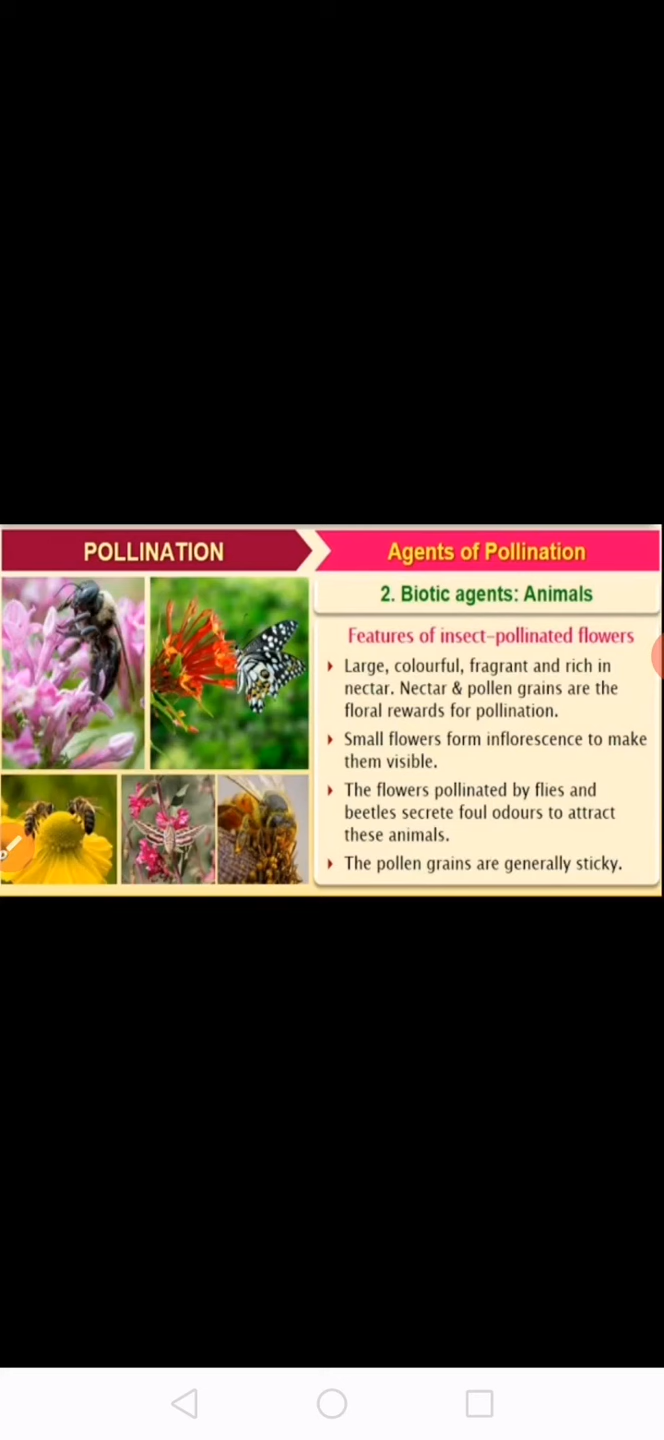 POLLINATION
Agents of Pollination
2. Biotic agents: Animals
Features of insect-pollinated flowers
Large, colourful, fragrant and rich in
nectar. Nectar & pollen grains are the
floral rewards for pollination.
Small flowers form inflorescence to make
them visible.
The flowers pollinated by flies and
beetles secrete foul odours to attract
these animals.
The pollen grains are generally sticky.